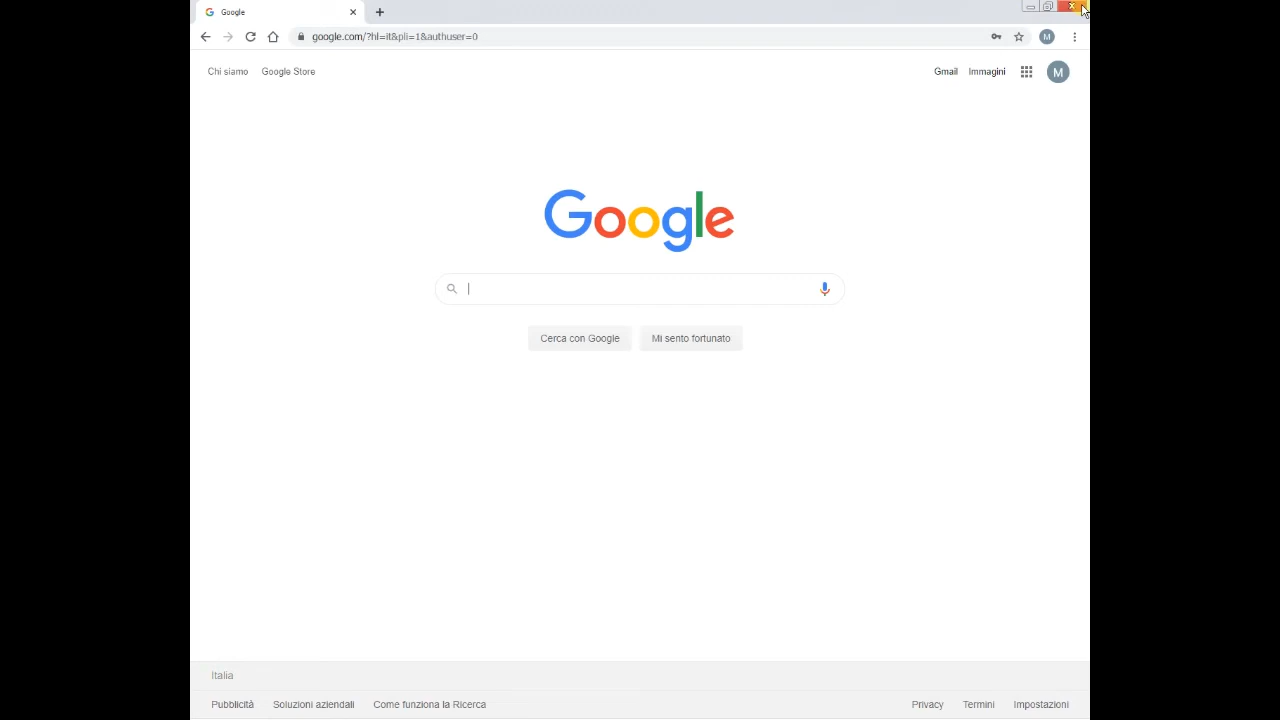 Google
google.com/?hl=it&pli=1&authuser=0
M
Chi siamo Google Store
Gmail Immagini
M
Google
Cerca con Google Mi sento fortunato
Italia
Pubblicità Soluzioni aziendali Come funziona la Ricerca
Privacy Termini Impostazioni